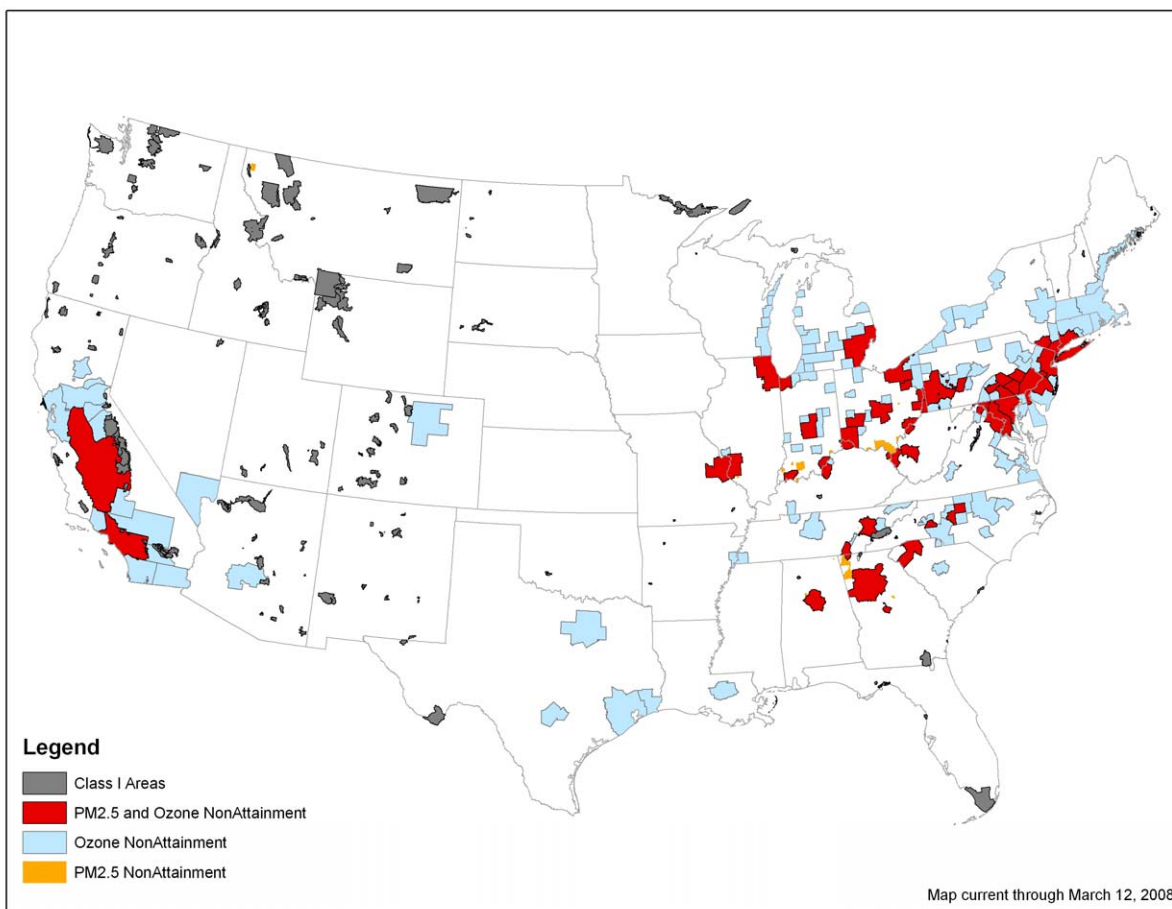 Legend
Class I Areas
PM2.5 and Ozone NonAttainment
Ozone NonAttainment
PM2.5 NonAttainment
Map current through March 12, 2008